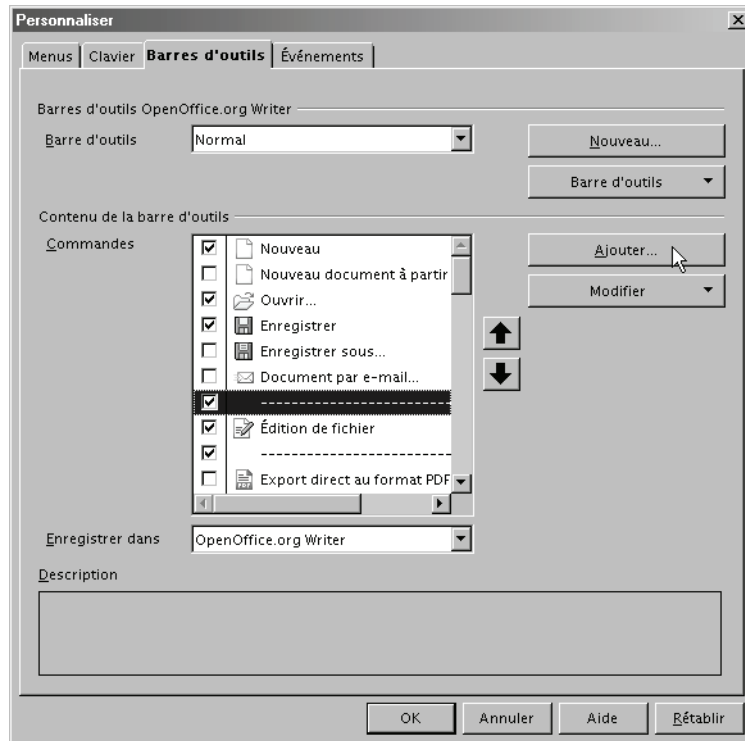 Personnaliser
Menus Clavier Barres d'outils Événements
Barres d'outils OpenOffice.org Writer
Barre d'outils Normal Nouveau...
Barre d'outils
Contenu de la barre d'outils
Commandes Nouveau Ajouter...
Nouveau document à partir
Ouvrir... Modifier
Enregistrer
Enregistrer sous...
Document par e-mail...
-------------------------
Édition de fichier
-------------------------
Export direct au format PDF
Enregistrer dans OpenOffice.org Writer
Description
OK Annuler Aide Rétablir